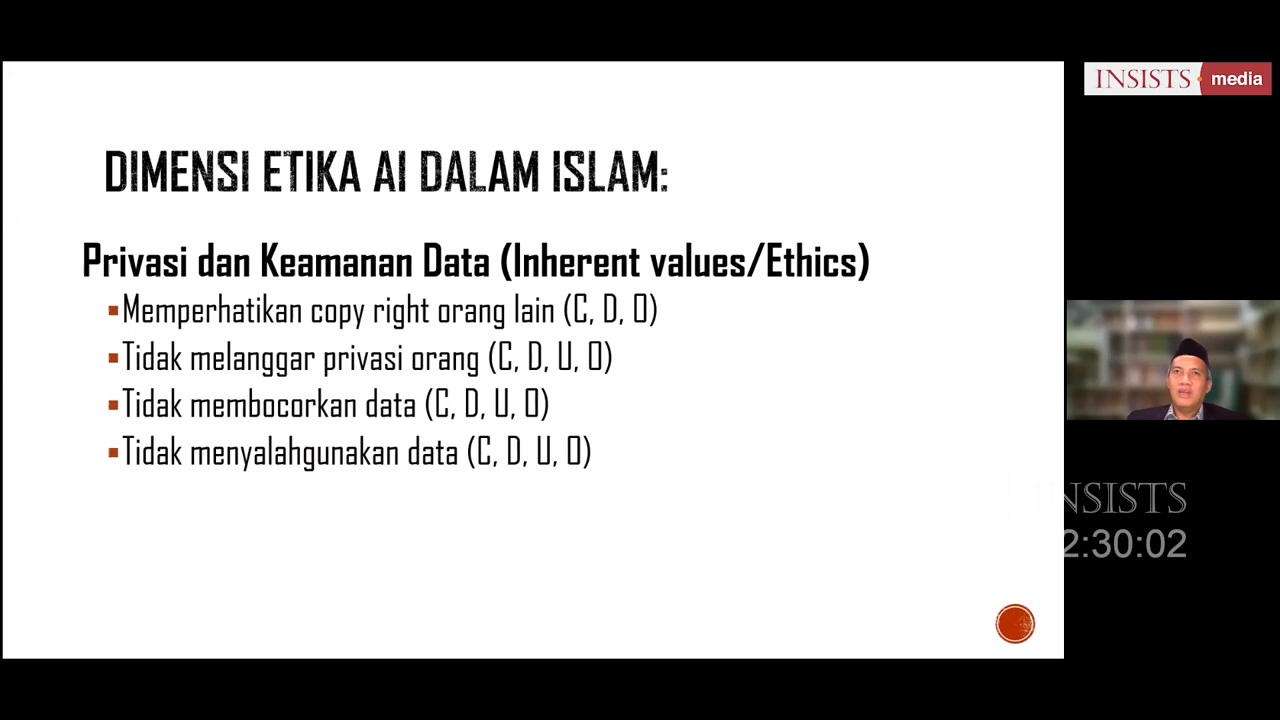 INSISTS media
DIMENSI ETIKA AI DALAM ISLAM:
Privasi dan Keamanan Data (Inherent values/Ethics)
Memperhatikan copy right orang lain (C, D, O)
Tidak melanggar privasi orang (C, D, U, O)
Tidak membocorkan data (C, D, U, O)
Tidak menyalahgunakan data (C, D, U, O)
INSISTS
2:30:02